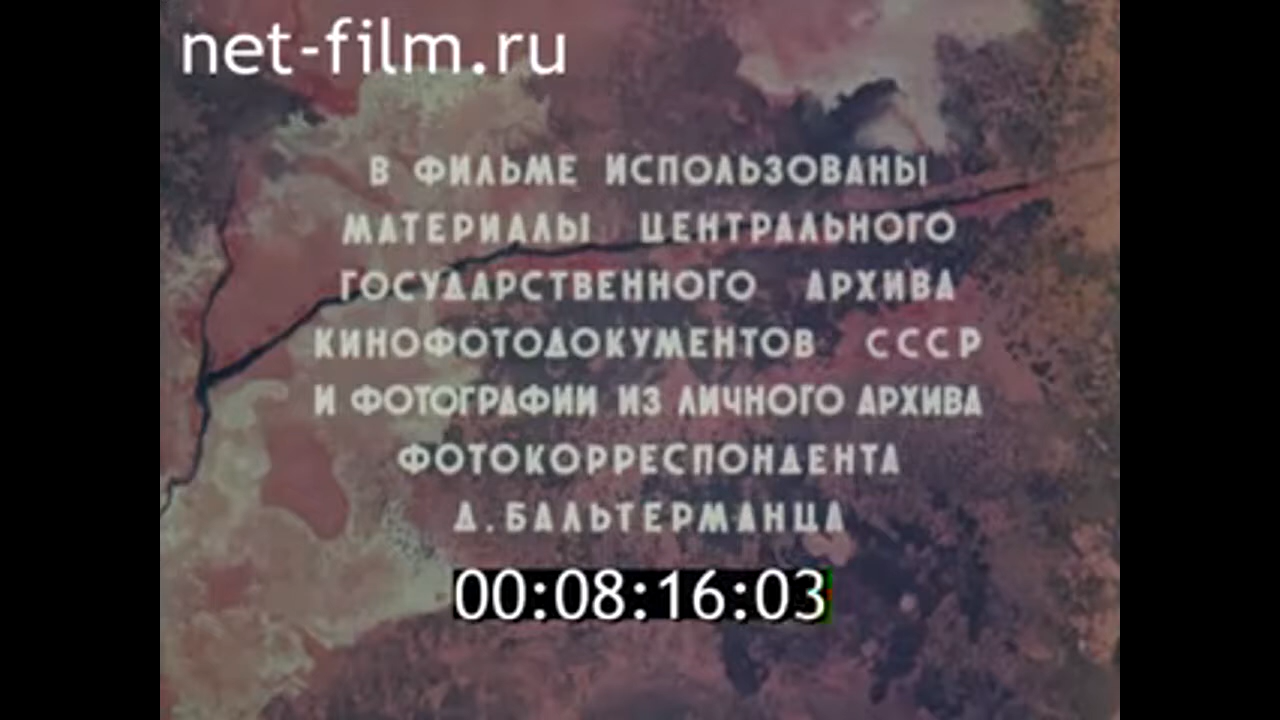 net-film.ru
В ФИЛЬМЕ ИСПОЛЬЗОВАНЫ
МАТЕРИАЛЫ ЦЕНТРАЛЬНОГО
ГОСУДАРСТВЕННОГО АРХИВА
КИНОФОТОДОКУМЕНТОВ СССР
И ФОТОГРАФИИ ИЗ ЛИЧНОГО АРХИВА
ФОТОКОРРЕСПОНДЕНТА
Д. БАЛЬТЕРМАНЦА
00:08:16:03